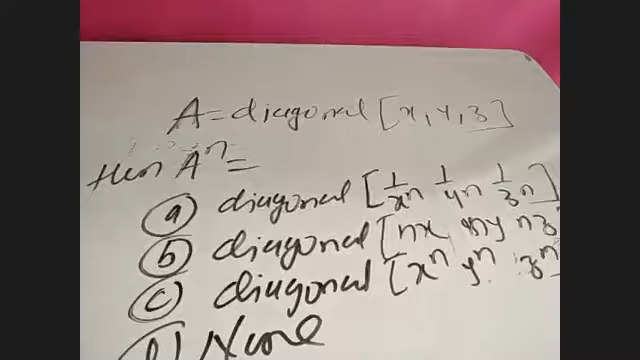 A = diagonal [x, y, z]
then Aⁿ =
(a) diagonal [1/xⁿ 1/yⁿ 1/zⁿ]
(b) diagonal [nx ny nz
(c) diagonal [xⁿ yⁿ zⁿ
None